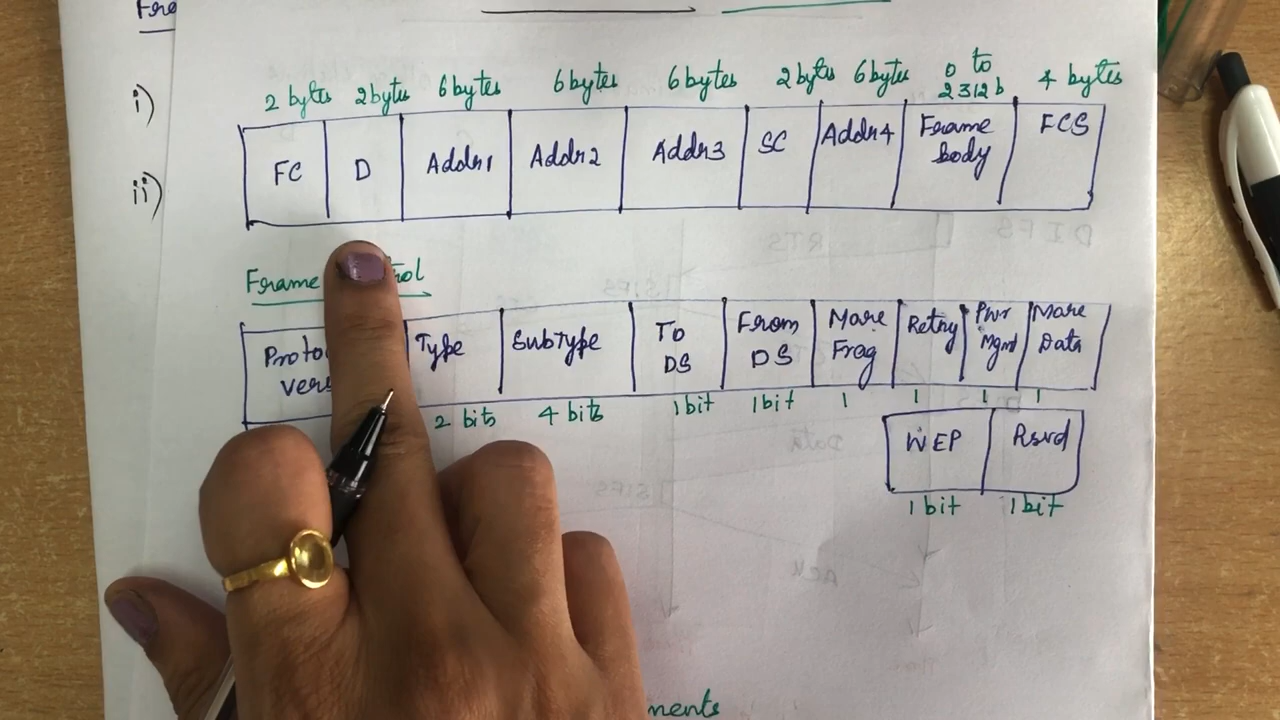 i)
2 bytes 2 bytes 6 bytes 6 bytes 6 bytes 2 bytes 6 bytes 0 to 2312 b 4 bytes
FC D Addr1 Addr2 Addr3 SC Addr4 Frame body FCS
ii)
Frame
Type Subtype To DS From DS More Frag Retry Pwr Mgmt More Data
2 bits 4 bits 1 bit 1 bit 1 1 1 1
WEP Rsvd
1 bit 1 bit